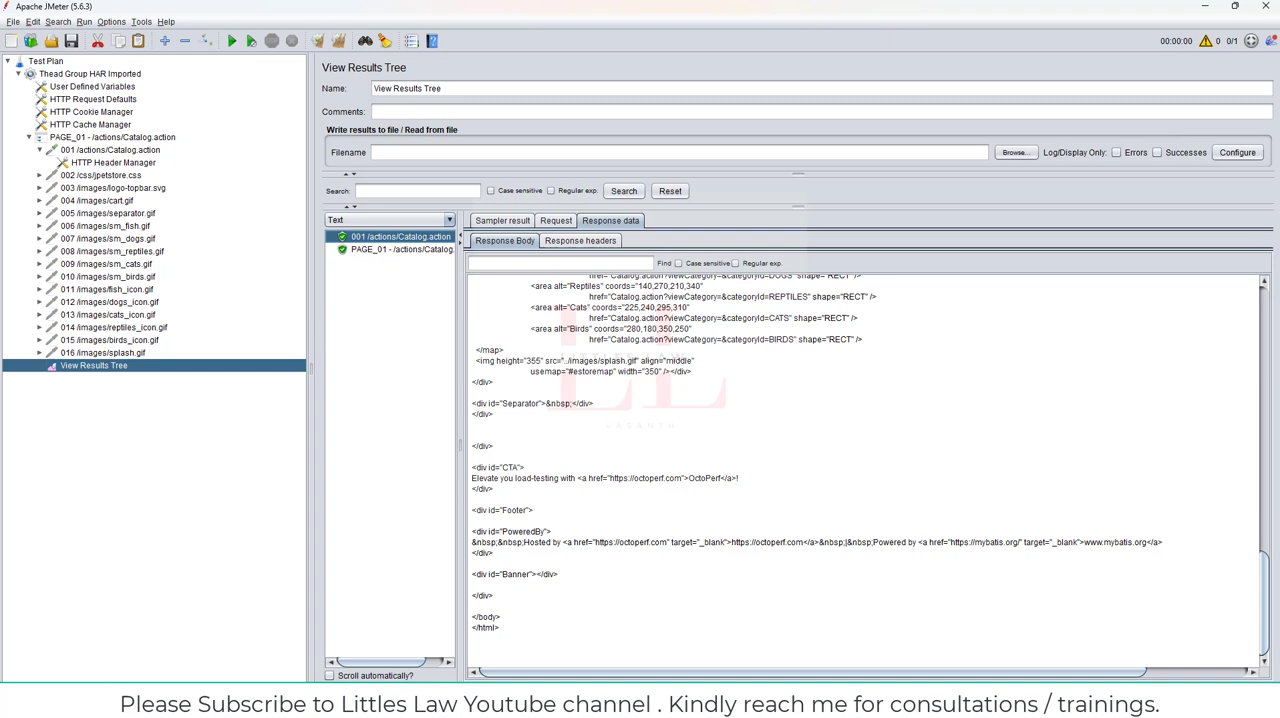 Apache JMeter (5.6.3)
File Edit Search Run Options Tools Help
00:00:00 0 0/1
Test Plan
Thead Group HAR Imported
User Defined Variables
HTTP Request Defaults
HTTP Cookie Manager
HTTP Cache Manager
PAGE_01 - /actions/Catalog.action
001 /actions/Catalog.action
HTTP Header Manager
002 /css/jpetstore.css
003 /images/logo-topbar.svg
004 /images/cart.gif
005 /images/separator.gif
006 /images/sm_fish.gif
007 /images/sm_dogs.gif
008 /images/sm_reptiles.gif
009 /images/sm_cats.gif
010 /images/sm_birds.gif
011 /images/fish_icon.gif
012 /images/dogs_icon.gif
013 /images/cats_icon.gif
014 /images/reptiles_icon.gif
015 /images/birds_icon.gif
016 /images/splash.gif
View Results Tree
View Results Tree
Name: View Results Tree
Comments:
Write results to file / Read from file
Filename Browse... Log/Display Only: Errors Successes Configure
Search: Case sensitive Regular exp. Search Reset
Text
001 /actions/Catalog.action
PAGE_01 - /actions/Catalog.
Scroll automatically?
Sampler result Request Response data
Response Body Response headers
Find Case sensitive Regular exp.
href="Catalog.action?viewCategory=&categoryId=DOGS" shape="RECT" />
<area alt="Reptiles" coords="140,270,210,340"
href="Catalog.action?viewCategory=&categoryId=REPTILES" shape="RECT" />
<area alt="Cats" coords="225,240,295,310"
href="Catalog.action?viewCategory=&categoryId=CATS" shape="RECT" />
<area alt="Birds" coords="280,180,350,250"
href="Catalog.action?viewCategory=&categoryId=BIRDS" shape="RECT" />
</map>
<img height="355" src="../images/splash.gif" align="middle"
usemap="#estoremap" width="350" /></div>
</div>
<div id="Separator">&nbsp;</div>
</div>
</div>
<div id="CTA">
Elevate you load-testing with <a href="https://octoperf.com">OctoPerf</a>!
</div>
<div id="Footer">
<div id="PoweredBy">
&nbsp;&nbsp;Hosted by <a href="https://octoperf.com" target="_blank">https://octoperf.com</a>&nbsp;|&nbsp;Powered by <a href="https://mybatis.org/" target="_blank">www.mybatis.org</a>
</div>
<div id="Banner"></div>
</div>
</body>
</html>
LL
LITTLE'S LAW
VASANTH
Please Subscribe to Littles Law Youtube channel . Kindly reach me for consultations / trainings.